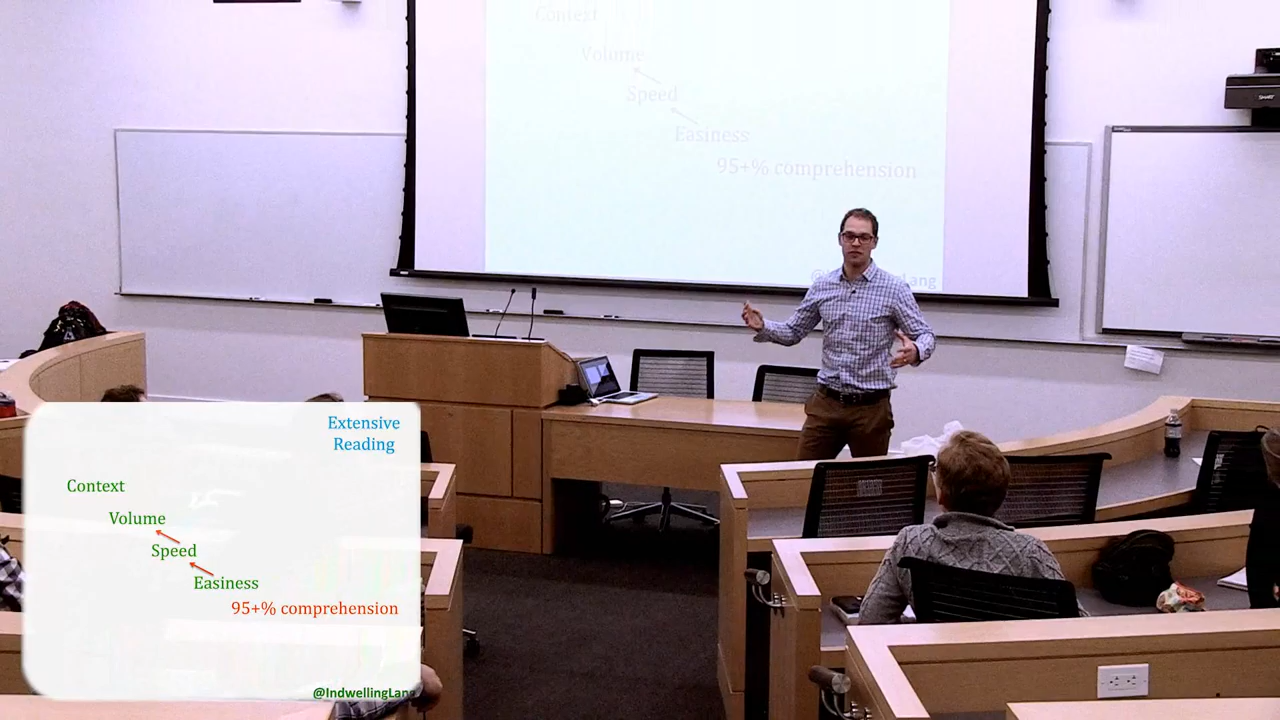 Context
Volume
Speed
Easiness
95+% comprehension
Extensive
Reading
Context
Volume
Speed
Easiness
95+% comprehension
@IndwellingLang